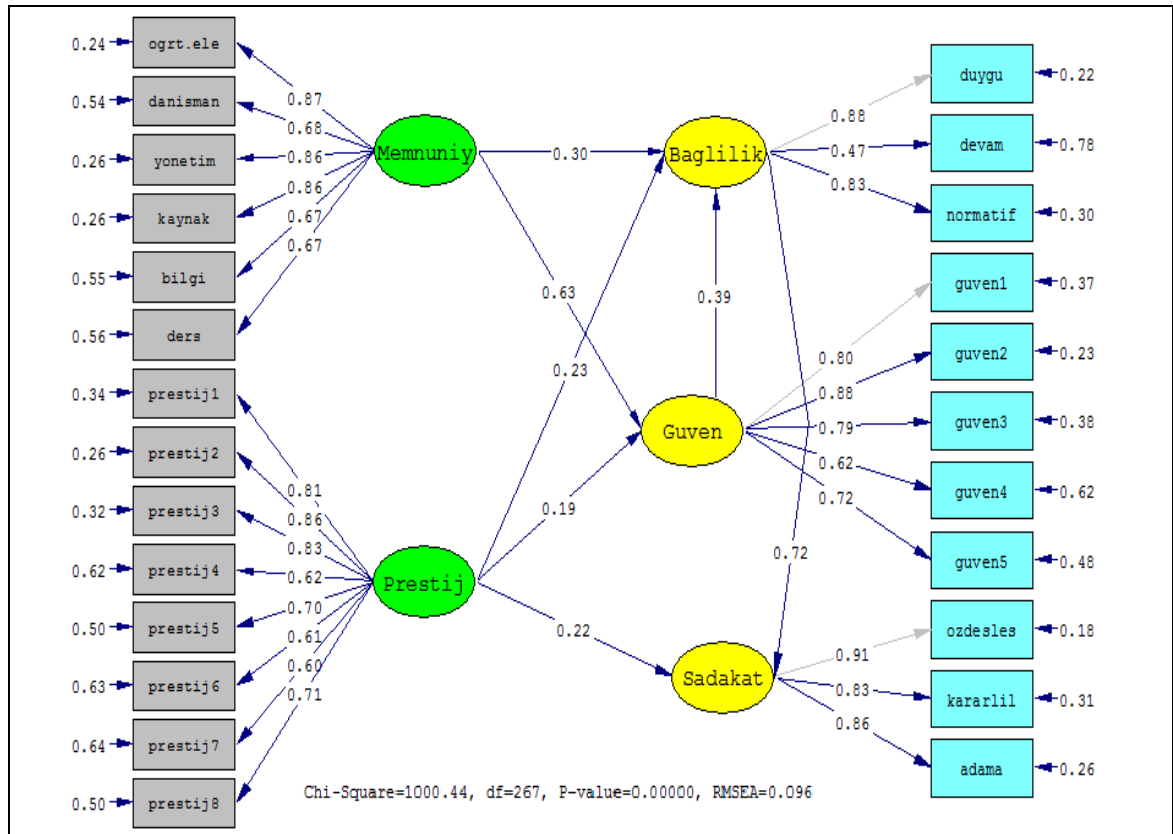 0.24 ogrt.ele
0.54 danisman
0.26 yonetim
0.26 kaynak
0.55 bilgi
0.56 ders
0.34 prestij1
0.26 prestij2
0.32 prestij3
0.62 prestij4
0.50 prestij5
0.63 prestij6
0.64 prestij7
0.50 prestij8
0.87
0.68
0.86
0.86
0.67
0.67
0.81
0.86
0.83
0.62
0.70
0.61
0.60
0.71
Memnuniy
Prestij
0.30
0.63
0.23
0.19
0.22
0.39
0.72
Baglilik
Guven
Sadakat
0.88
0.47
0.83
0.80
0.88
0.79
0.62
0.72
0.91
0.83
0.86
duygu 0.22
devam 0.78
normatif 0.30
guven1 0.37
guven2 0.23
guven3 0.38
guven4 0.62
guven5 0.48
ozdesles 0.18
kararlil 0.31
adama 0.26
Chi-Square=1000.44, df=267, P-value=0.00000, RMSEA=0.096